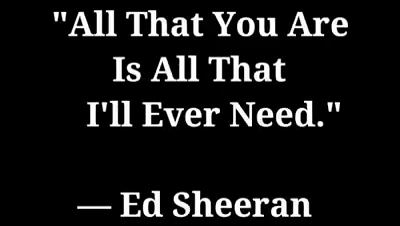 "All That You Are
Is All That
I'll Ever Need."
— Ed Sheeran